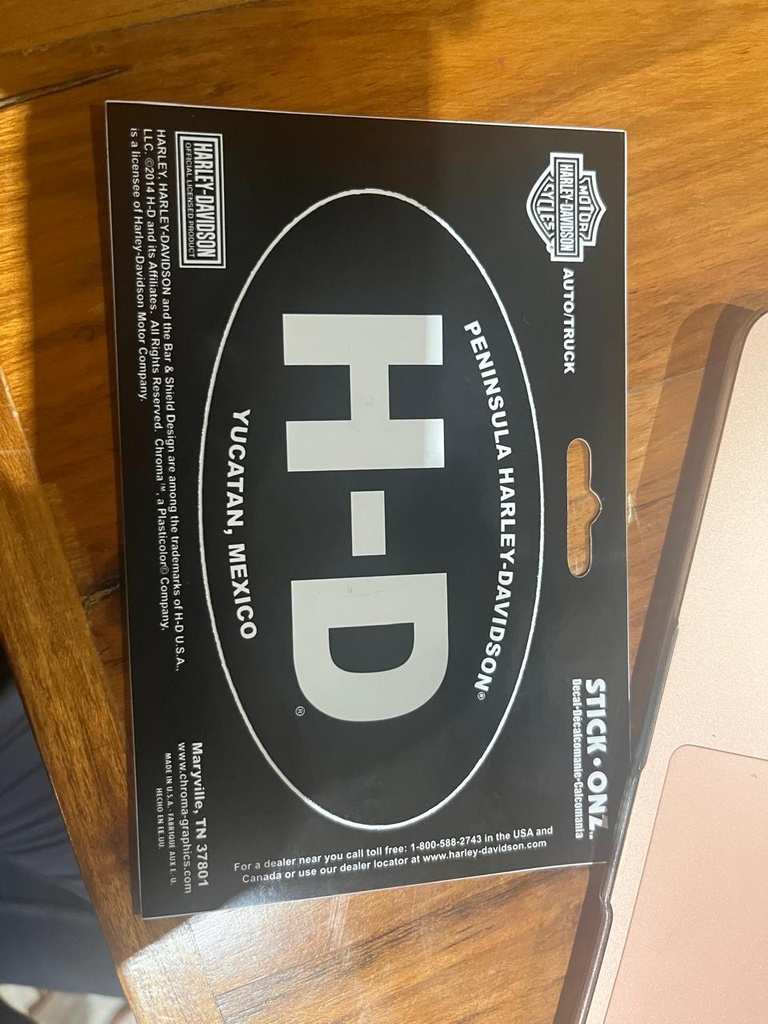 MOTOR
HARLEY-DAVIDSON
CYCLES
AUTO/TRUCK
STICK•ONZ™
Decal•Décalcomanie•Calcomania
PENINSULA HARLEY-DAVIDSON®
H-D®
YUCATAN, MEXICO
For a dealer near you call toll free: 1-800-588-2743 in the USA and
Canada or use our dealer locator at www.harley-davidson.com
HARLEY-DAVIDSON
OFFICIAL LICENSED PRODUCT
HARLEY, HARLEY-DAVIDSON and the Bar & Shield Design are among the trademarks of H-D U.S.A.,
LLC. ©2014 H-D and its Affiliates. All Rights Reserved. Chroma™, a Plasticolor© Company,
is a licensee of Harley-Davidson Motor Company.
Maryville, TN 37801
www.chroma-graphics.com
MADE IN U.S.A.- FABRIQUE AUX É.-U.
HECHO EN EE.UU.